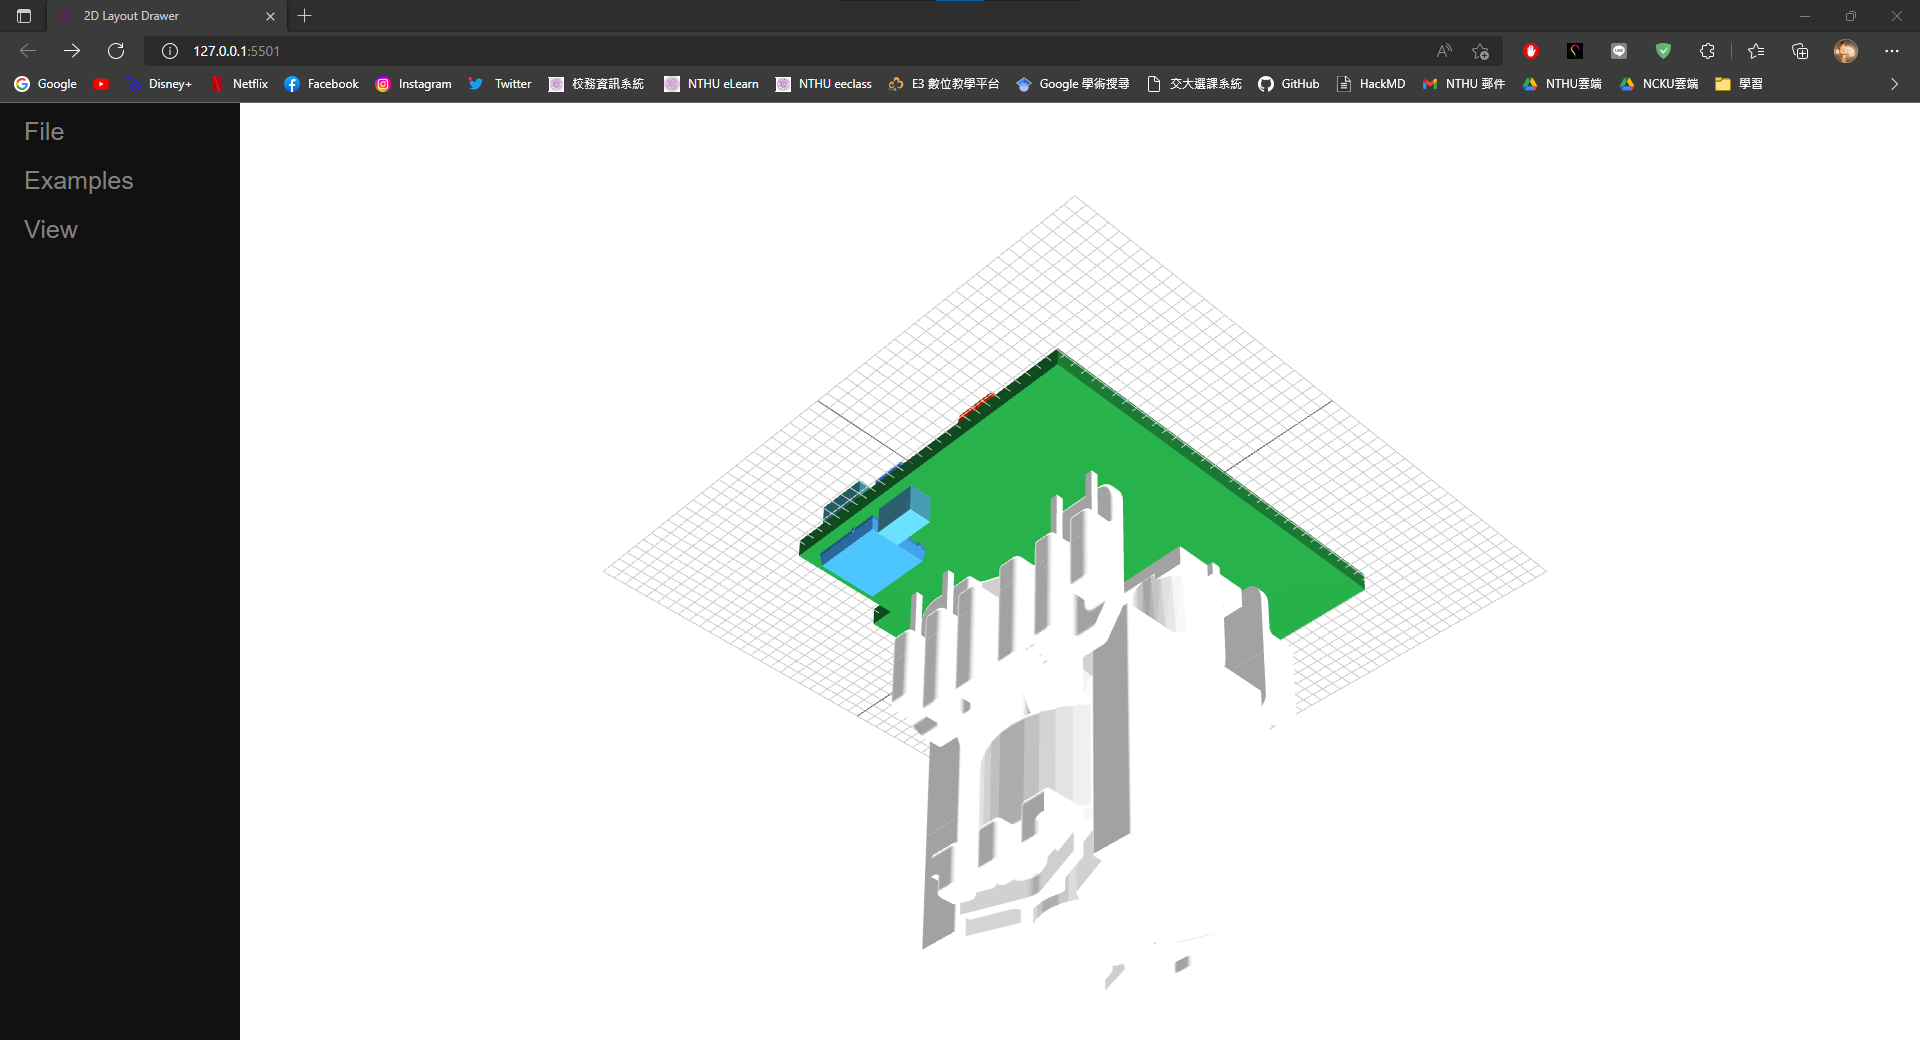 2D Layout Drawer
127.0.0.1:5501
Google Disney+ Netflix Facebook Instagram Twitter 校務資訊系統 NTHU eLearn NTHU eeclass E3 數位教學平台 Google 學術搜尋 交大選課系統 GitHub HackMD NTHU 郵件 NTHU雲端 NCKU雲端 學習
File
Examples
View